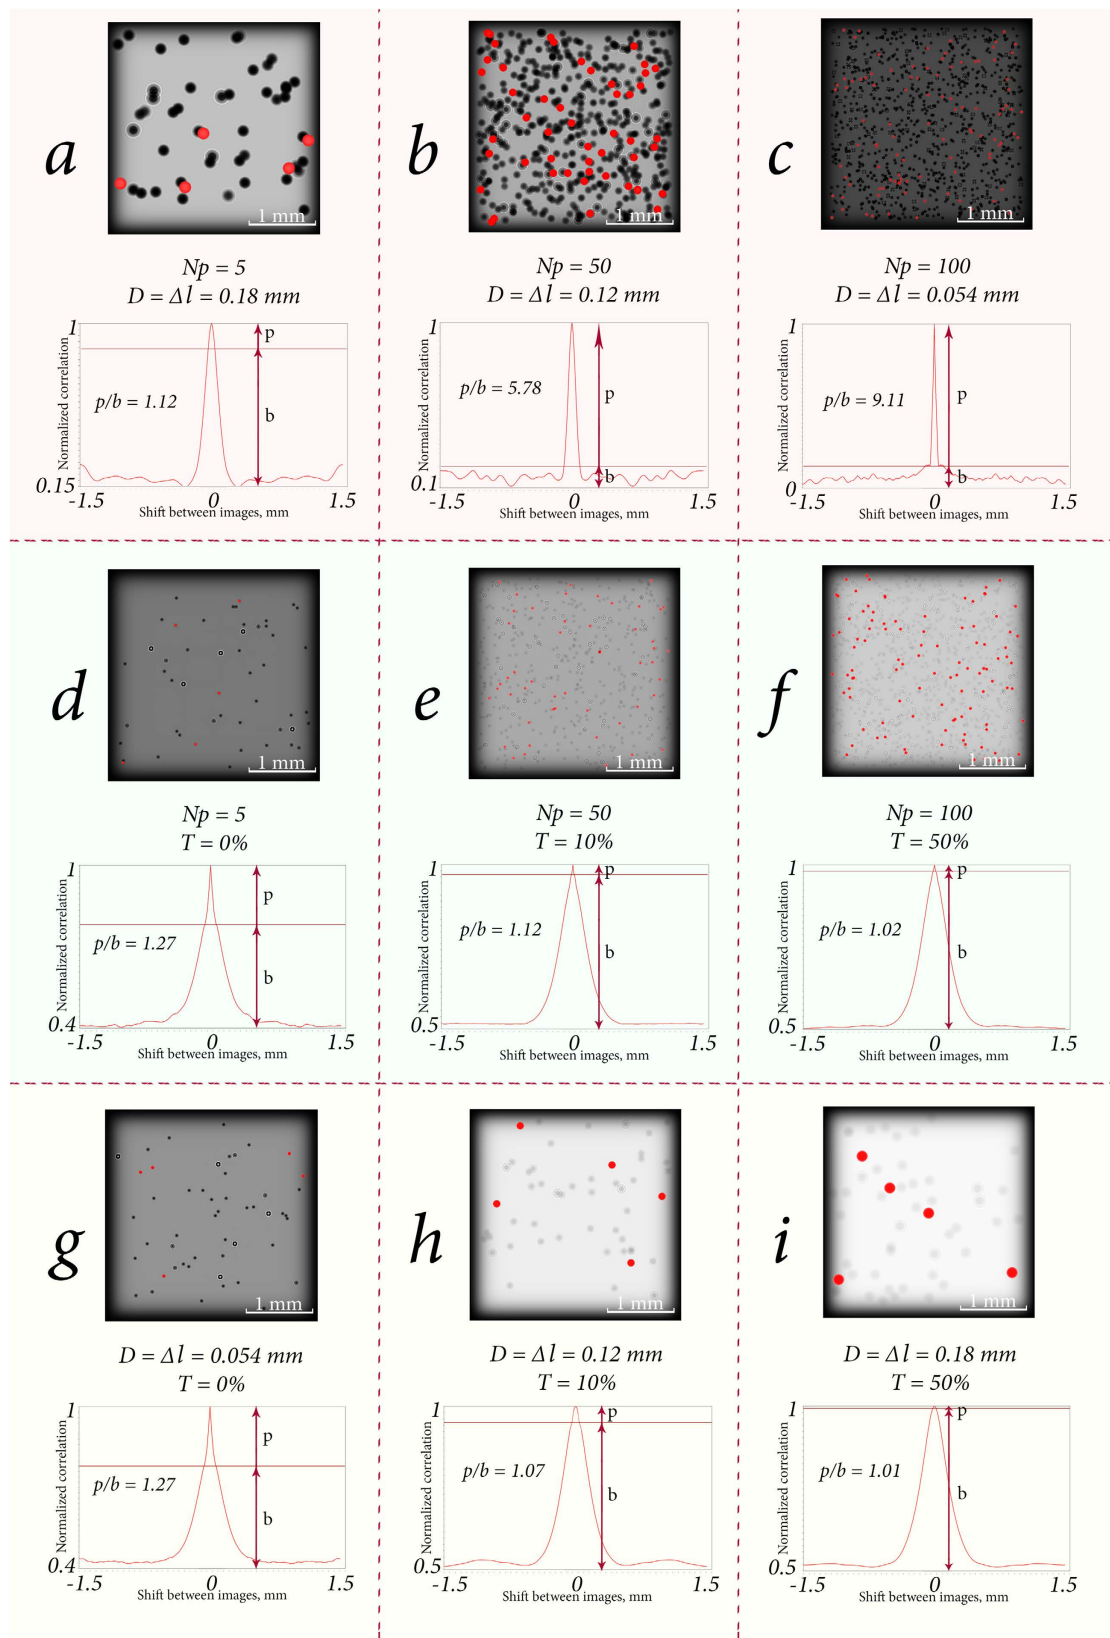 a
1 mm
Np = 5
D = Δl = 0.18 mm
1
Normalized correlation
p
p/b = 1.12
b
0.15
-1.5
0
1.5
Shift between images, mm
b
1 mm
Np = 50
D = Δl = 0.12 mm
1
Normalized correlation
p/b = 5.78
p
b
0.1
-1.5
0
1.5
Shift between images, mm
c
1 mm
Np = 100
D = Δl = 0.054 mm
1
Normalized correlation
p/b = 9.11
p
b
0
-1.5
0
1.5
Shift between images, mm
d
1 mm
Np = 5
T = 0%
1
Normalized correlation
p
p/b = 1.27
b
0.4
-1.5
0
1.5
Shift between images, mm
e
1 mm
Np = 50
T = 10%
1
Normalized correlation
p
p/b = 1.12
b
0.5
-1.5
0
1.5
Shift between images, mm
f
1 mm
Np = 100
T = 50%
1
Normalized correlation
p
p/b = 1.02
b
0.5
-1.5
0
1.5
Shift between images, mm
g
1 mm
D = Δl = 0.054 mm
T = 0%
1
Normalized correlation
p
p/b = 1.27
b
0.4
-1.5
0
1.5
Shift between images, mm
h
1 mm
D = Δl = 0.12 mm
T = 10%
1
Normalized correlation
p
p/b = 1.07
b
0.5
-1.5
0
1.5
Shift between images, mm
i
1 mm
D = Δl = 0.18 mm
T = 50%
1
Normalized correlation
p
p/b = 1.01
b
0.5
-1.5
0
1.5
Shift between images, mm